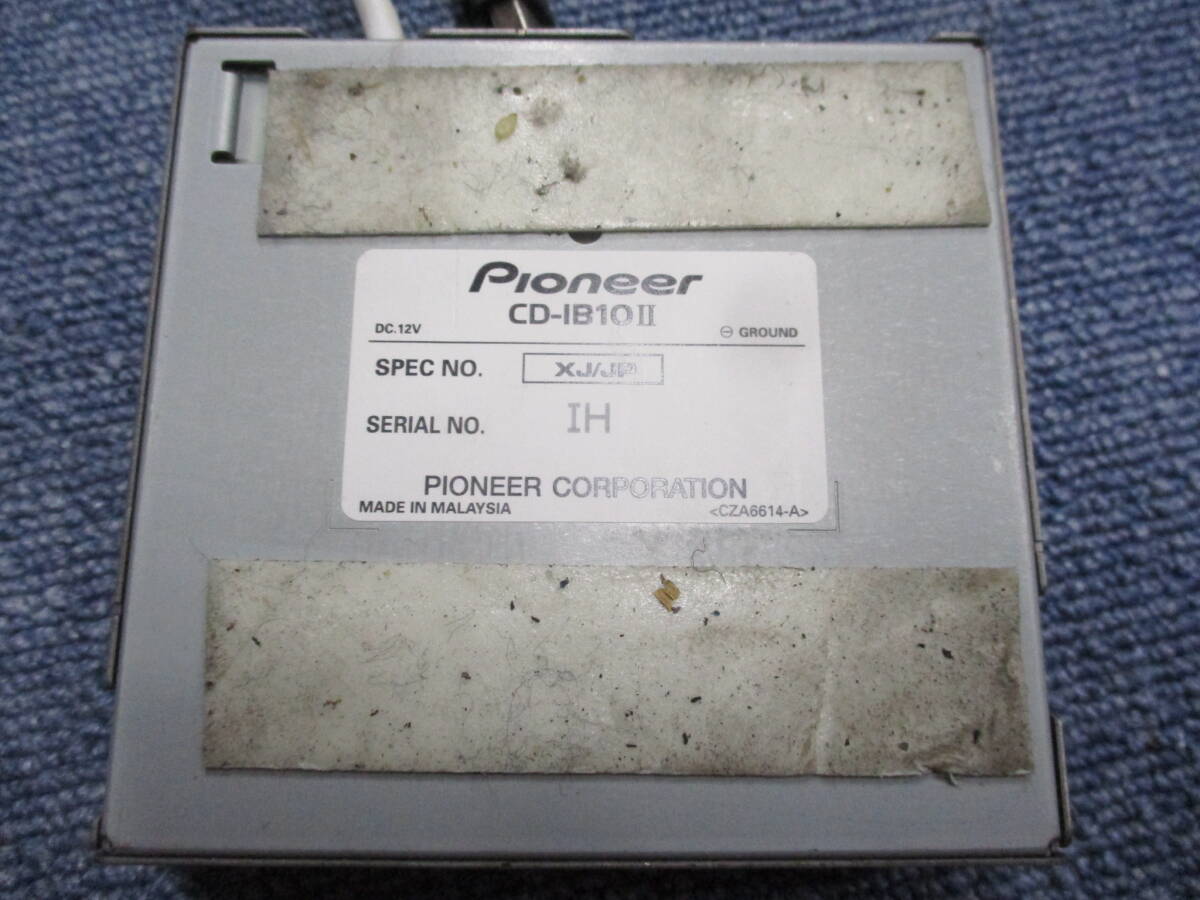 Pioneer
CD-IB10II
DC.12V ⊖ GROUND
SPEC NO. XJ/JP
SERIAL NO. IH
PIONEER CORPORATION
MADE IN MALAYSIA <CZA6614-A>